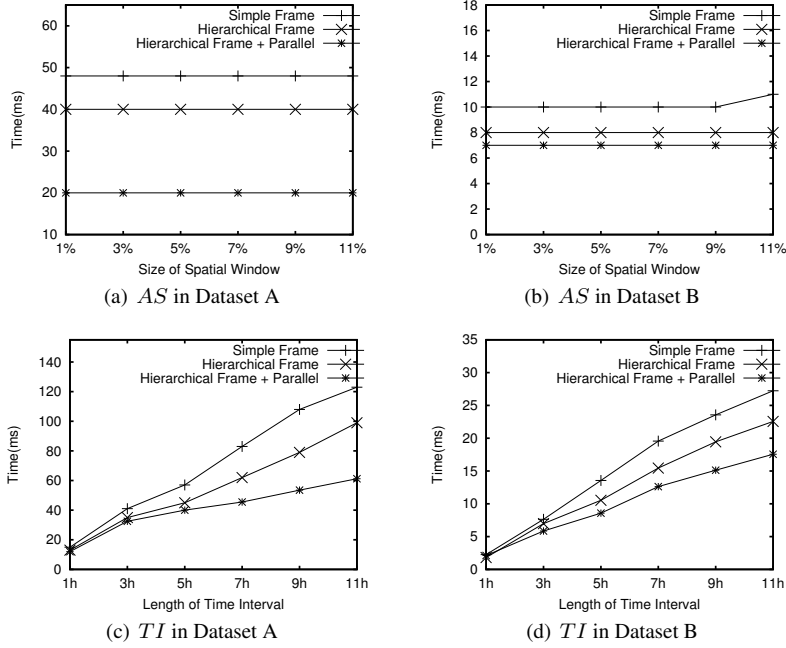 Simple Frame
Hierarchical Frame
Hierarchical Frame + Parallel
Time(ms)
60
50
40
30
20
10
1% 3% 5% 7% 9% 11%
Size of Spatial Window
(a) AS in Dataset A
Simple Frame
Hierarchical Frame
Hierarchical Frame + Parallel
Time(ms)
18
16
14
12
10
8
6
4
2
0
1% 3% 5% 7% 9% 11%
Size of Spatial Window
(b) AS in Dataset B
Simple Frame
Hierarchical Frame
Hierarchical Frame + Parallel
Time(ms)
140
120
100
80
60
40
20
0
1h 3h 5h 7h 9h 11h
Length of Time Interval
(c) TI in Dataset A
Simple Frame
Hierarchical Frame
Hierarchical Frame + Parallel
Time(ms)
35
30
25
20
15
10
5
0
1h 3h 5h 7h 9h 11h
Length of Time Interval
(d) TI in Dataset B